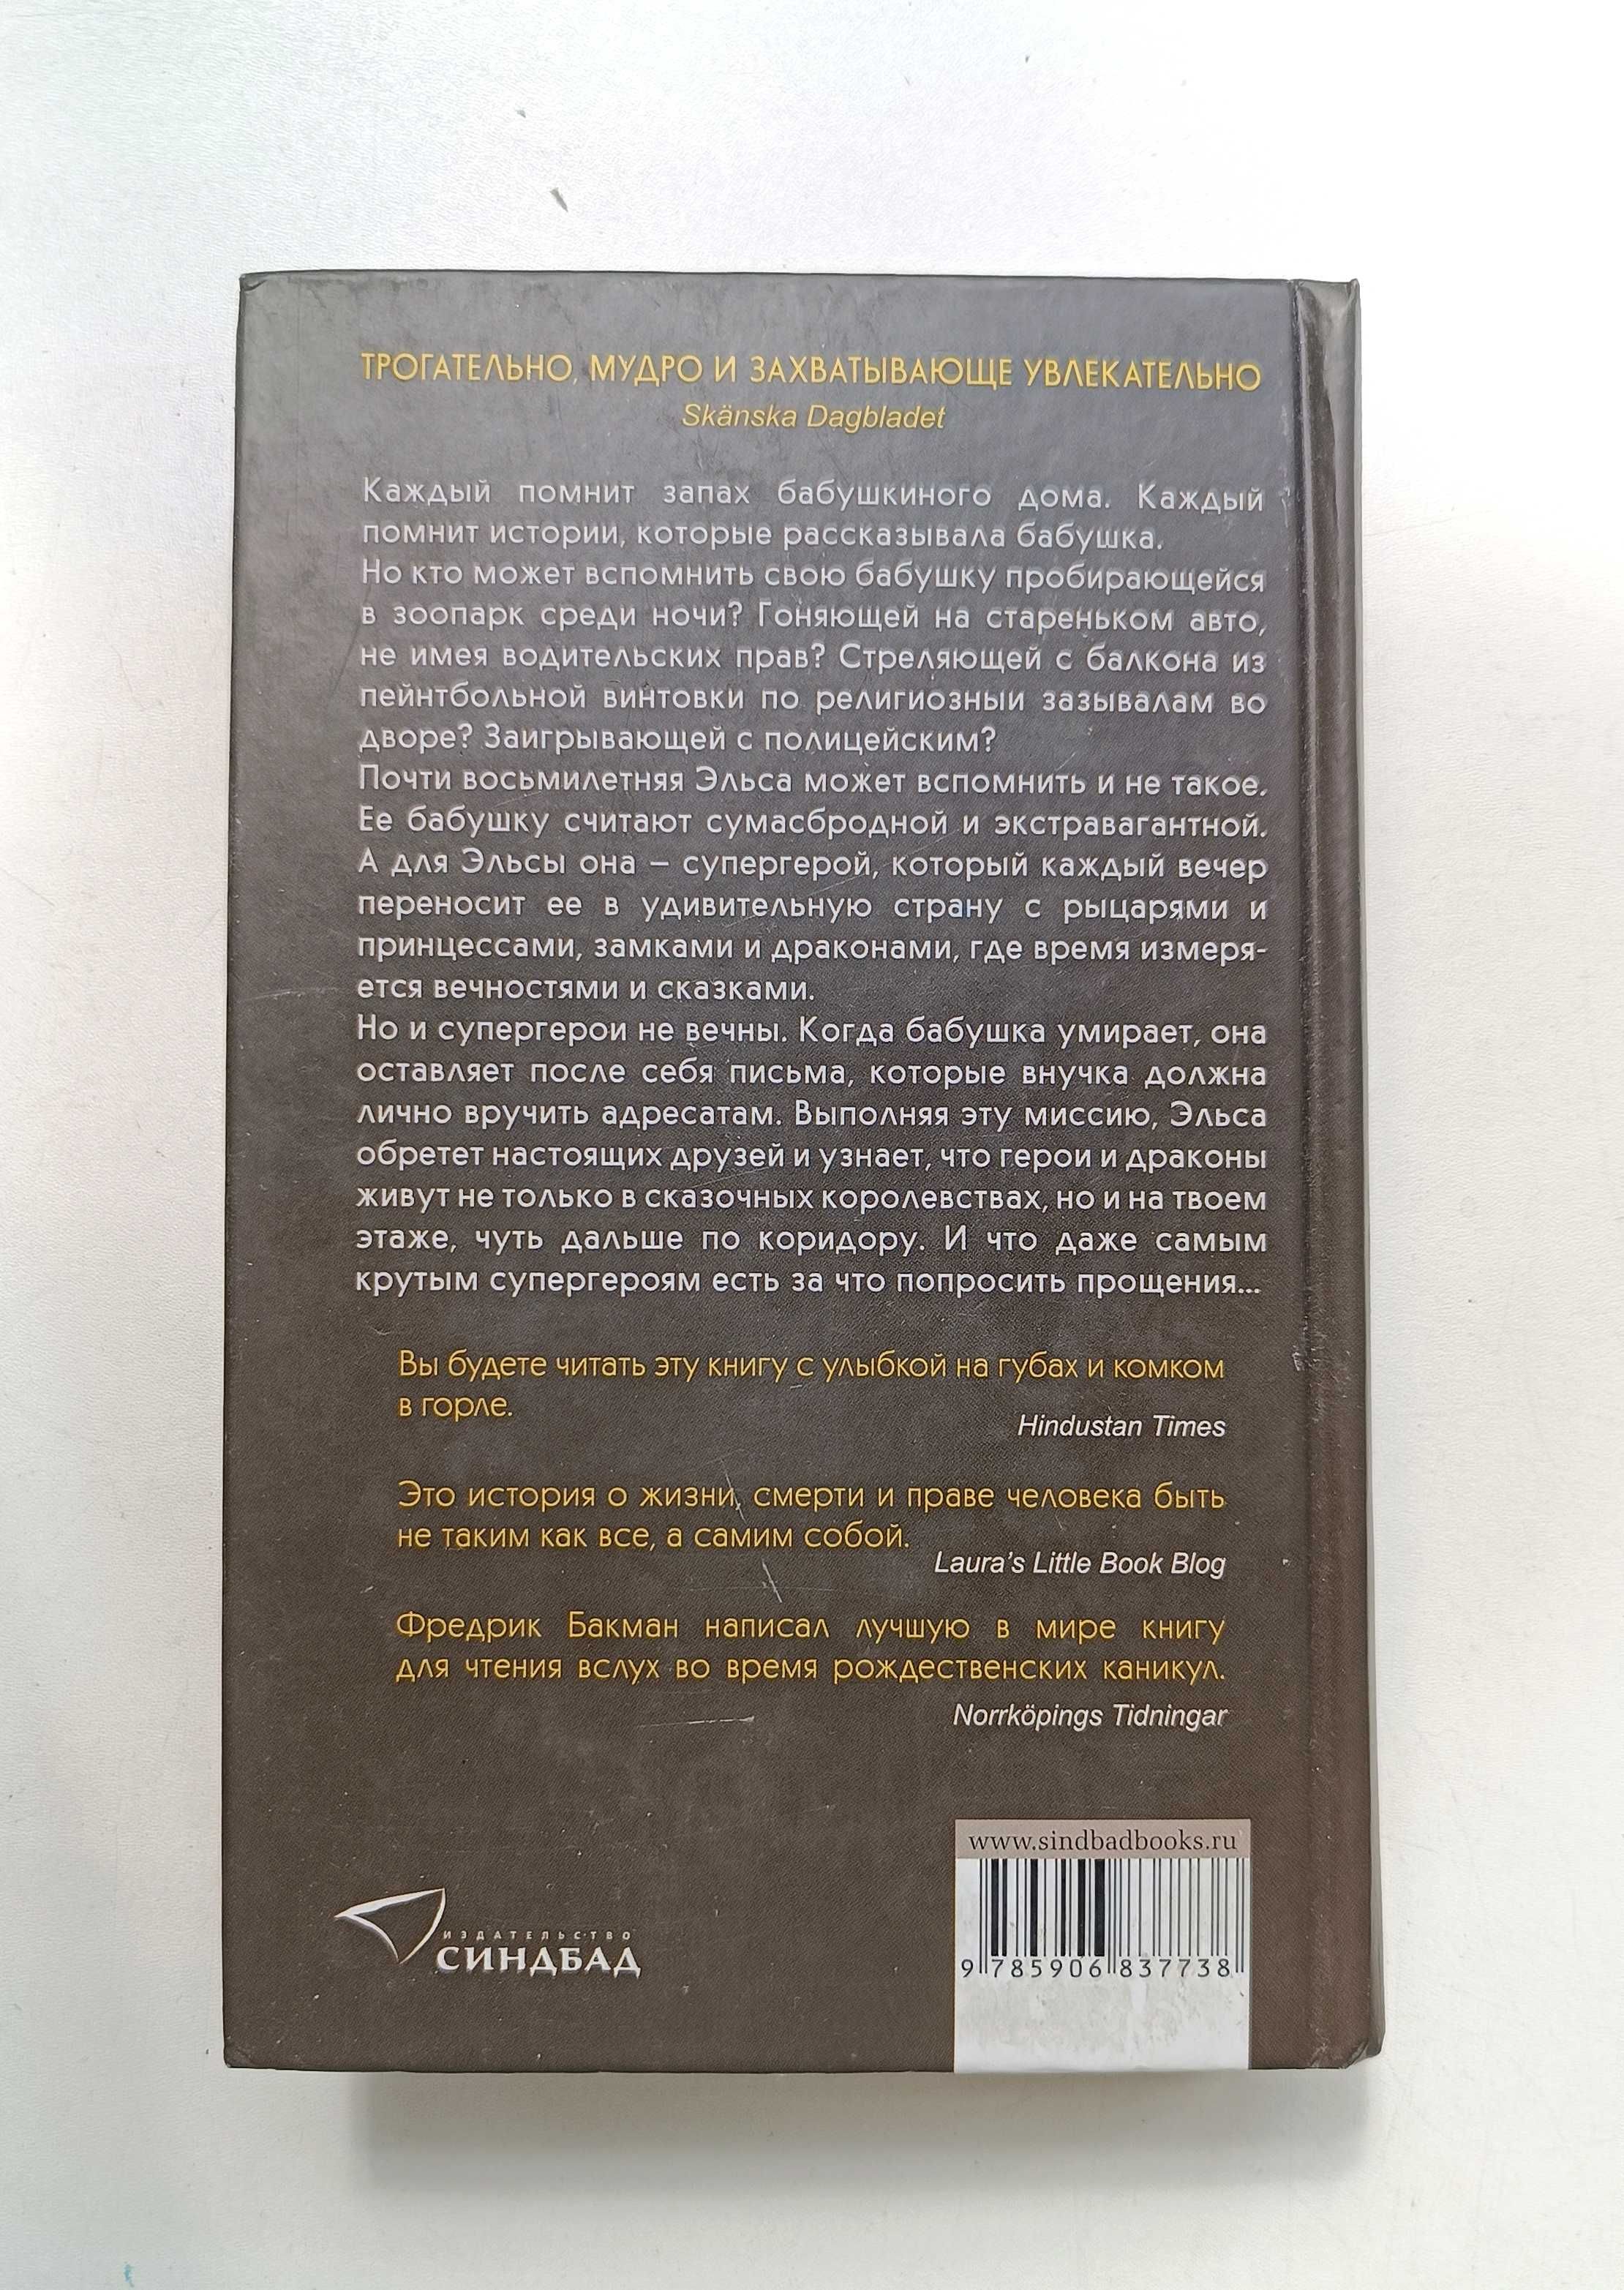 ТРОГАТЕЛЬНО, МУДРО И ЗАХВАТЫВАЮЩЕ УВЛЕКАТЕЛЬНО
Skänska Dagbladet
Каждый помнит запах бабушкиного дома. Каждый
помнит истории, которые рассказывала бабушка.
Но кто может вспомнить свою бабушку пробирающейся
в зоопарк среди ночи? Гоняющей на стареньком авто,
не имея водительских прав? Стреляющей с балкона из
пейнтбольной винтовки по религиозныи зазывалам во
дворе? Заигрывающей с полицейским?
Почти восьмилетняя Эльса может вспомнить и не такое.
Ее бабушку считают сумасбродной и экстравагантной.
А для Эльсы она – супергерой, который каждый вечер
переносит ее в удивительную страну с рыцарями и
принцессами, замками и драконами, где время измеря-
ется вечностями и сказками.
Но и супергерои не вечны. Когда бабушка умирает, она
оставляет после себя письма, которые внучка должна
лично вручить адресатам. Выполняя эту миссию, Эльса
обретет настоящих друзей и узнает, что герои и драконы
живут не только в сказочных королевствах, но и на твоем
этаже, чуть дальше по коридору. И что даже самым
крутым супергероям есть за что попросить прощения...
Вы будете читать эту книгу с улыбкой на губах и комком
в горле.
Hindustan Times
Это история о жизни, смерти и праве человека быть
не таким как все, а самим собой.
Laura's Little Book Blog
Фредрик Бакман написал лучшую в мире книгу
для чтения вслух во время рождественских каникул.
Norrköpings Tidningar
www.sindbadbooks.ru
ИЗДАТЕЛЬСТВО
СИНДБАД
9 785906 837738